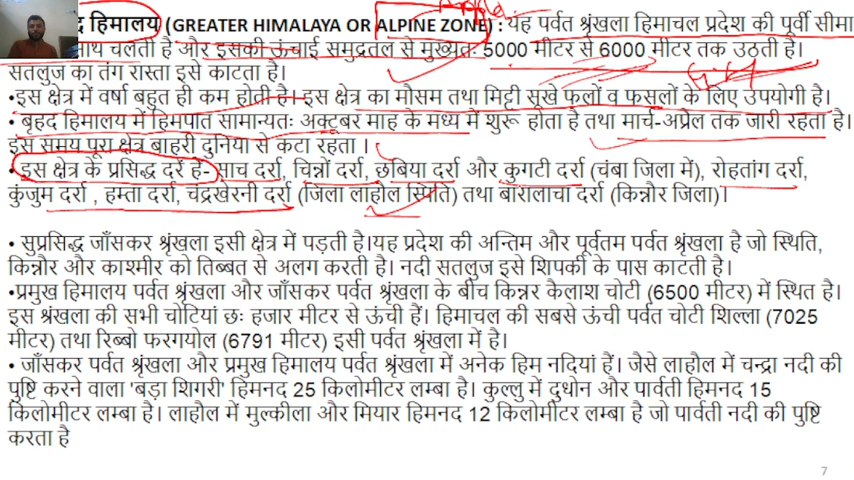 द हिमालय (GREATER HIMALAYA OR ALPINE ZONE) : यह पर्वत श्रृंखला हिमाचल प्रदेश की पूर्वी सीमा
साथ चलती है और इसकी ऊंचाई समुद्रतल से मुख्यतः 5000 मीटर से 6000 मीटर तक उठती है।
सतलुज का तंग रास्ता इसे काटता है।
•इस क्षेत्र में वर्षा बहुत ही कम होती है। इस क्षेत्र का मौसम तथा मिट्टी सूखे फलों व फसलों के लिए उपयोगी है।
• बृहद हिमालय में हिमपात सामान्यतः अक्टूबर माह के मध्य में शुरू होता है तथा मार्च-अप्रैल तक जारी रहता है।
इस समय पूरा क्षेत्र बाहरी दुनिया से कटा रहता ।
• इस क्षेत्र के प्रसिद्ध दर्रे हैं- साच दर्रा, चिन्नों दर्रा, छबिया दर्रा और कुगटी दर्रा (चंबा जिला में), रोहतांग दर्रा,
कुंजुम दर्रा , हम्ता दर्रा, चंद्रखेरनी दर्रा (जिला लाहौल स्थिति) तथा बारालाचा दर्रा (किन्नौर जिला)।
• सुप्रसिद्ध जाँसकर श्रृंखला इसी क्षेत्र में पड़ती है।यह प्रदेश की अन्तिम और पूर्वतम पर्वत श्रृंखला है जो स्थिति,
किन्नौर और काश्मीर को तिब्बत से अलग करती है। नदी सतलुज इसे शिपकी के पास काटती है।
•प्रमुख हिमालय पर्वत श्रृंखला और जाँसकर पर्वत श्रृंखला के बीच किन्नर कैलाश चोटी (6500 मीटर) में स्थित है।
इस श्रंखला की सभी चोटियां छः हजार मीटर से ऊंची हैं। हिमाचल की सबसे ऊंची पर्वत चोटी शिल्ला (7025
मीटर) तथा रिब्बो फरगयोल (6791 मीटर) इसी पर्वत श्रृंखला में है।
• जाँसकर पर्वत श्रृंखला और प्रमुख हिमालय पर्वत श्रृंखला में अनेक हिम नदियां हैं। जैसे लाहौल में चन्द्रा नदी की
पुष्टि करने वाला 'बड़ा शिगरी' हिमनद 25 किलोमीटर लम्बा है। कुल्लु में दुधोन और पार्वती हिमनद 15
किलोमीटर लम्बा है। लाहौल में मुल्कीला और मियार हिमनद 12 किलोमीटर लम्बा है जो पार्वती नदी की पुष्टि
करता है
7